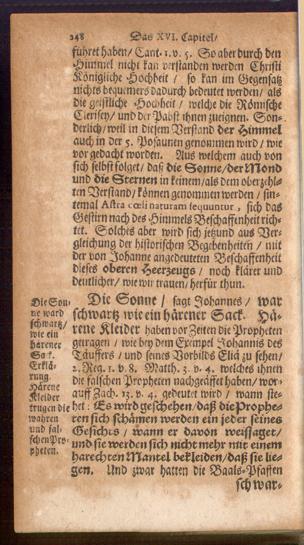 248 Das XVI. Capitel/
führet haben/ Cant. 1. v. 5. So aber durch den
Himmel nicht kan verstanden werden Christi
Königliche Hochheit / so kan im Gegensatz
nichts bequemers dadurch bedeutet werden/ als
die geistliche Hochheit / welche die Römische
Clerisey/ und der Pabst ihnen zueignen. Son-
derlich/ weil in diesem Verstand der Himmel
auch in der 5. Posaunen genommen wird / wie
vor gedacht worden. Aus welchem auch von
sich selbst folget/ daß die Sonne/ der Mond
und die Sternen in keinem/ als dem oberzehl-
ten Verstand/ können genommen werden / sin-
temal Astra cœli naturam sequuntur, sich das
Gestirn nach des Himmels Beschaffenheit rich-
tet. Solches aber wird sich jetzund aus Ver-
gleichung der historischen Begebenheiten / mit
der von Johanne angedeuteten Beschaffenheit
dieses oberen Heerzeugs / noch klärer und
deutlicher/ wie wir trauen/ herfür thun.
Die Sonne/ sagt Johannes/ war
schwartz wie ein härener Sack. Hä-
rene Kleider haben vor Zeiten die Propheten
getragen / wie bey dem Exempel Johannis des
Täuffers / und seines Vorbilds Eliä zu sehen/
2. Reg. 1. v. 8. Matth. 3. v. 4. welches ihnen
die falschen Propheten nachgeäffet haben/ wor-
auff Zach. 13. v. 4. gedeutet wird / wann ste-
het: Es wird geschehen/ daß die Prophe-
ten sich schämen werden ein jeder seines
Gesichts / wann er davon weissaget/
und sie werden sich nicht mehr mit einem
harechten Mantel bekleiden/ daß sie lie-
gen. Und zwar hatten die Baals-Pfaffen
schwar-
Die Son-
ne ward
schwartz/
wie ein
härener
Sack.
Erklä-
rung.
Härene
Kleider
trugen die
wahren
und fal-
schen Pro-
pheten.